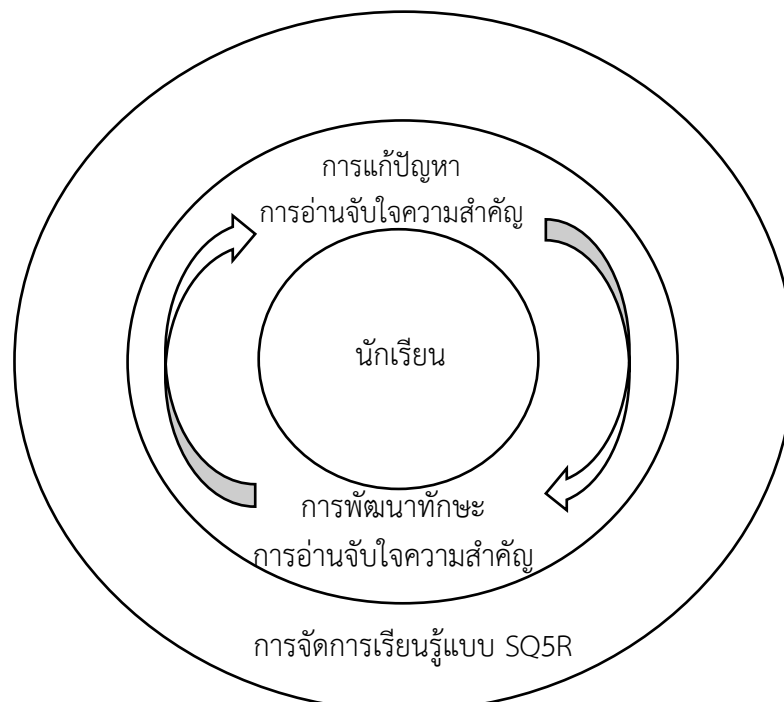 การแก้ปัญหา
การอ่านจับใจความสำคัญ
นักเรียน
การพัฒนาทักษะ
การอ่านจับใจความสำคัญ
การจัดการเรียนรู้แบบ SQ5R